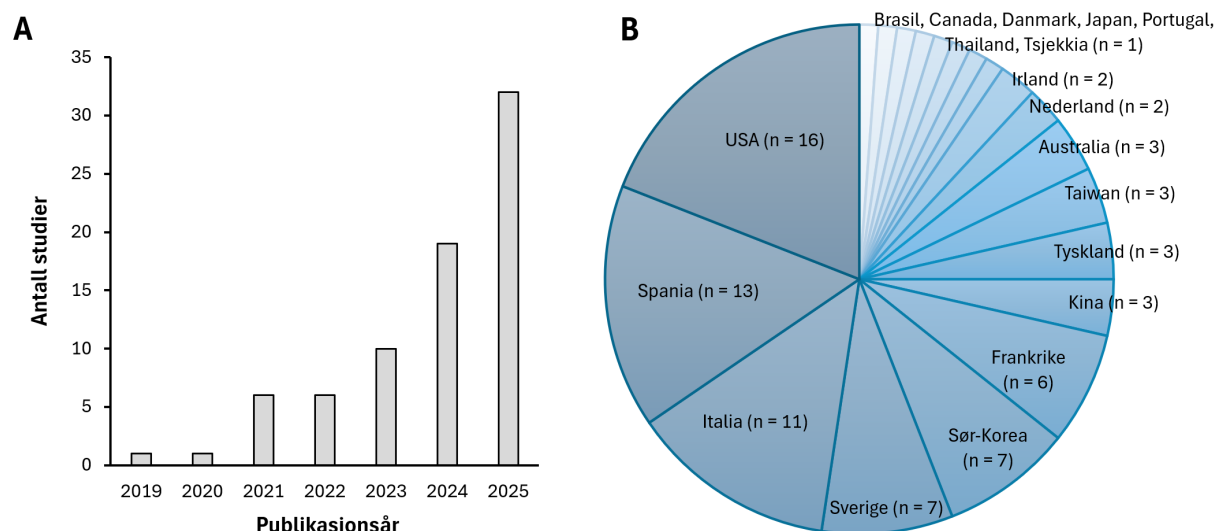 A
35
30
25
20
15
10
5
0
Antall studier
2019 2020 2021 2022 2023 2024 2025
Publikasjonsår
B
Brasil, Canada, Danmark, Japan, Portugal,
Thailand, Tsjekkia (n = 1)
Irland (n = 2)
Nederland (n = 2)
Australia (n = 3)
Taiwan (n = 3)
Tyskland (n = 3)
Kina (n = 3)
Frankrike
(n = 6)
Sør-Korea
(n = 7)
Sverige (n = 7)
Italia (n = 11)
Spania (n = 13)
USA (n = 16)